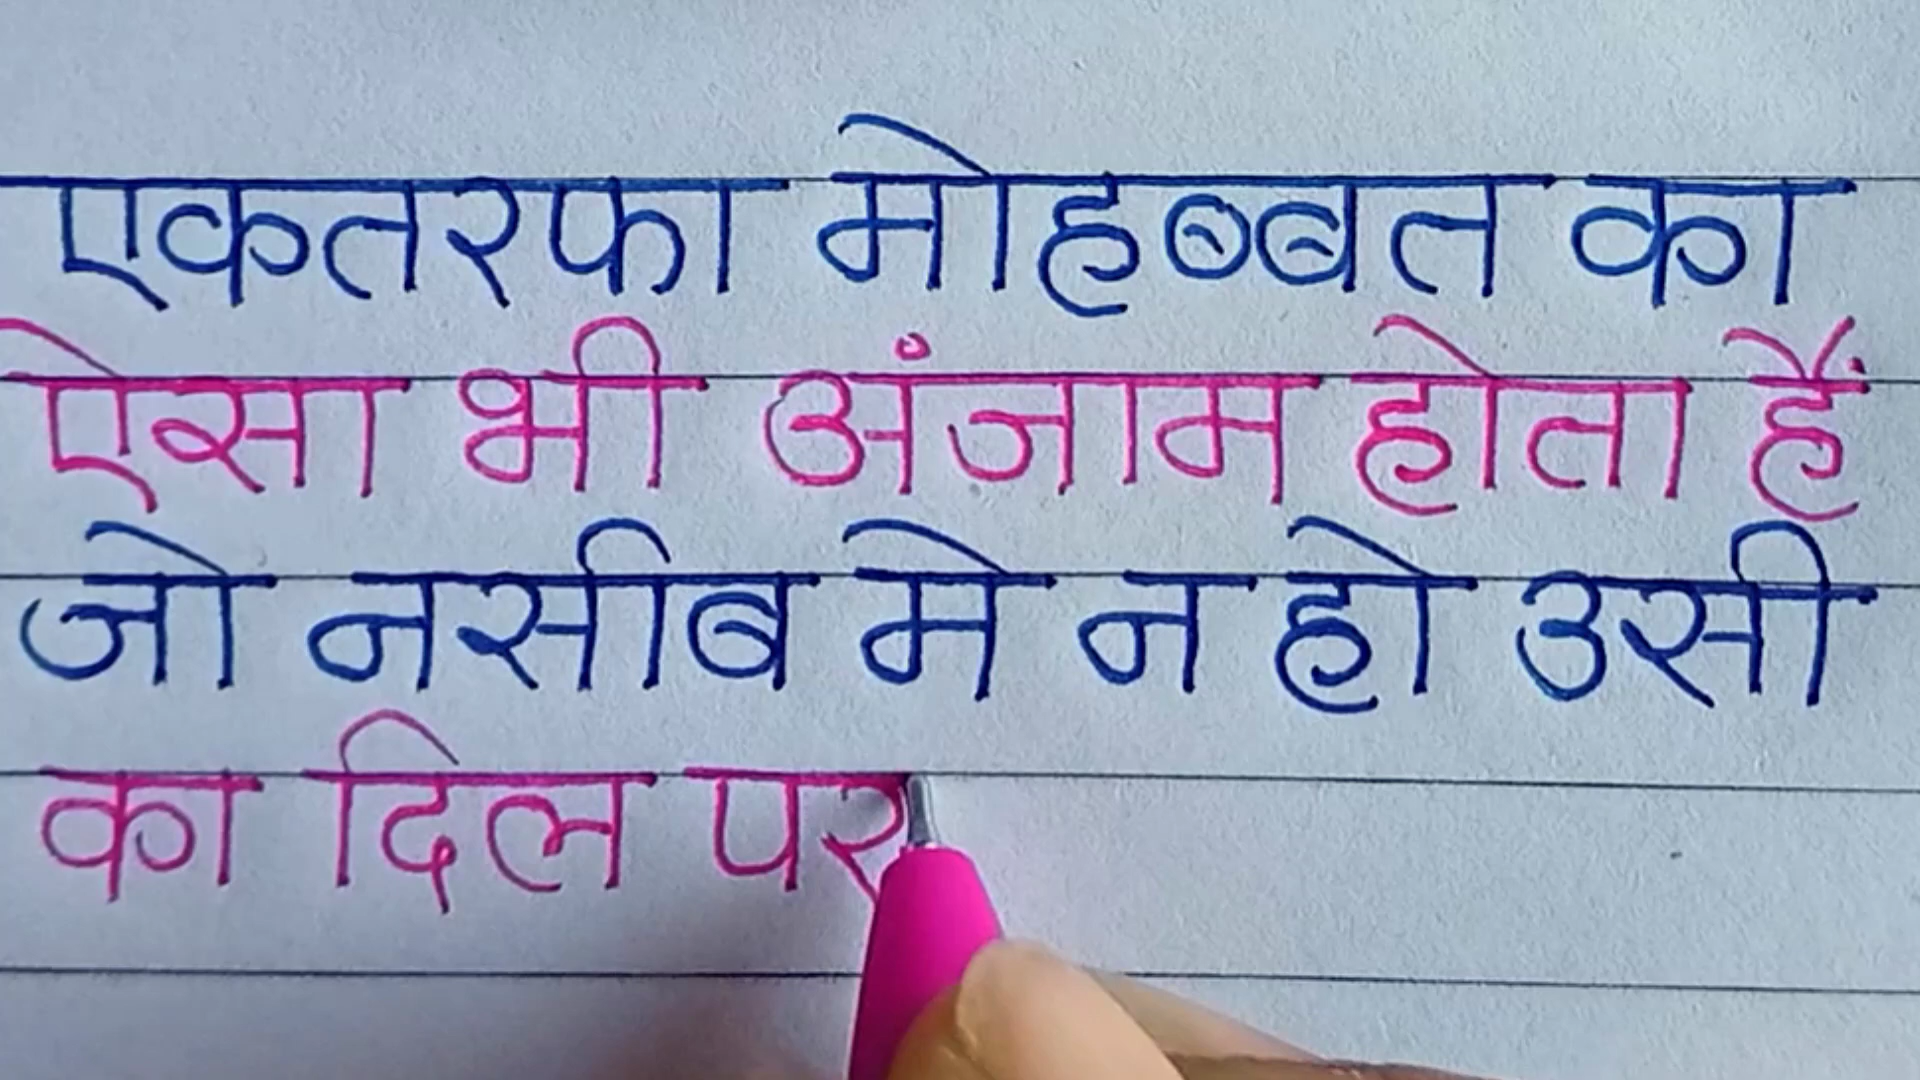 एकतरफा मोहब्बत का
ऐसा भी अंजाम होता हैं
जो नसीब मे न हो उसी
का दिल पर